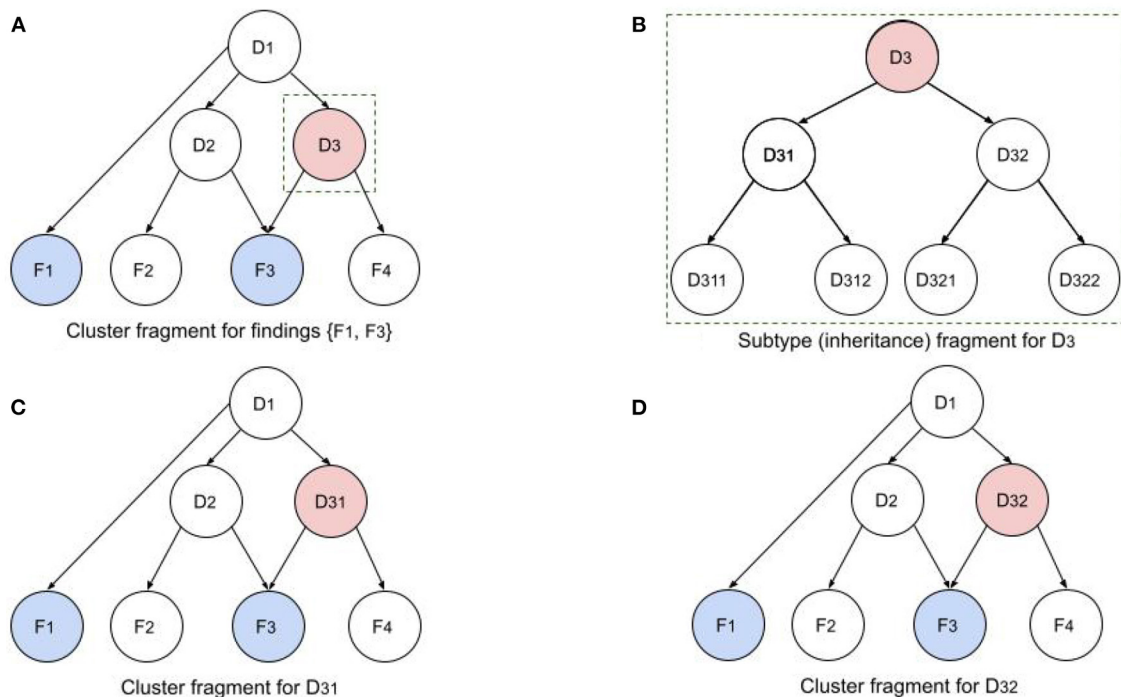 A
D1
D2
D3
F1
F2
F3
F4
Cluster fragment for findings {F1, F3}
B
D3
D31
D32
D311
D312
D321
D322
Subtype (inheritance) fragment for D3
C
D1
D2
D31
F1
F2
F3
F4
Cluster fragment for D31
D
D1
D2
D32
F1
F2
F3
F4
Cluster fragment for D32